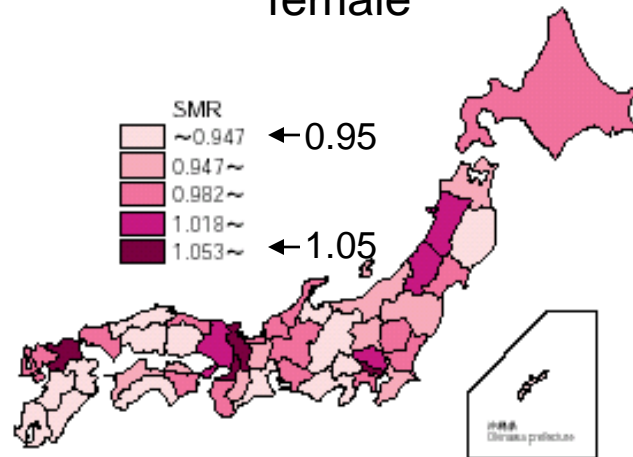 female
SMR
~0.947
←0.95
0.947~
0.982~
1.018~
1.053~
←1.05
沖縄県
Okinawa prefecture